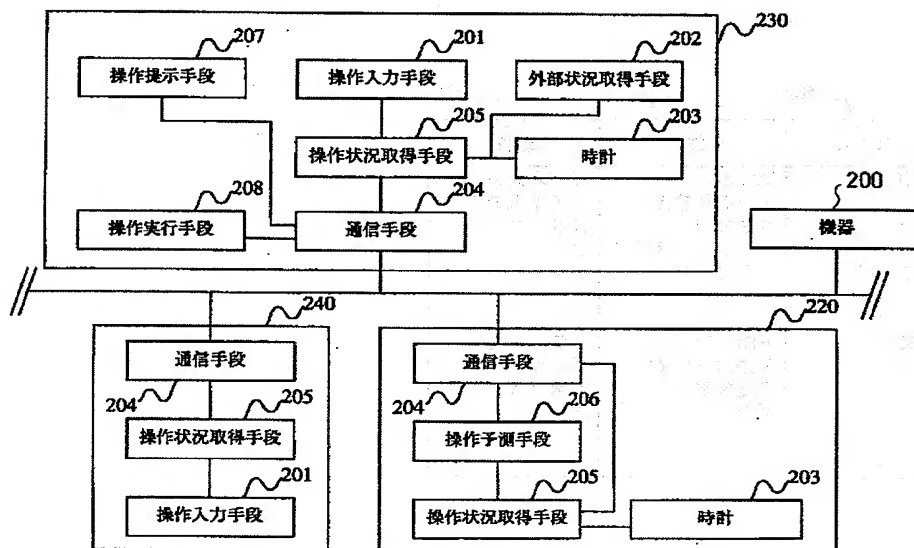 230
207
操作提示手段
201
操作入力手段
202
外部状況取得手段
205
操作状況取得手段
203
時計
208
操作実行手段
204
通信手段
200
機器
240
通信手段
204
205
操作状況取得手段
201
操作入力手段
220
通信手段
204
206
操作予測手段
205
操作状況取得手段
203
時計